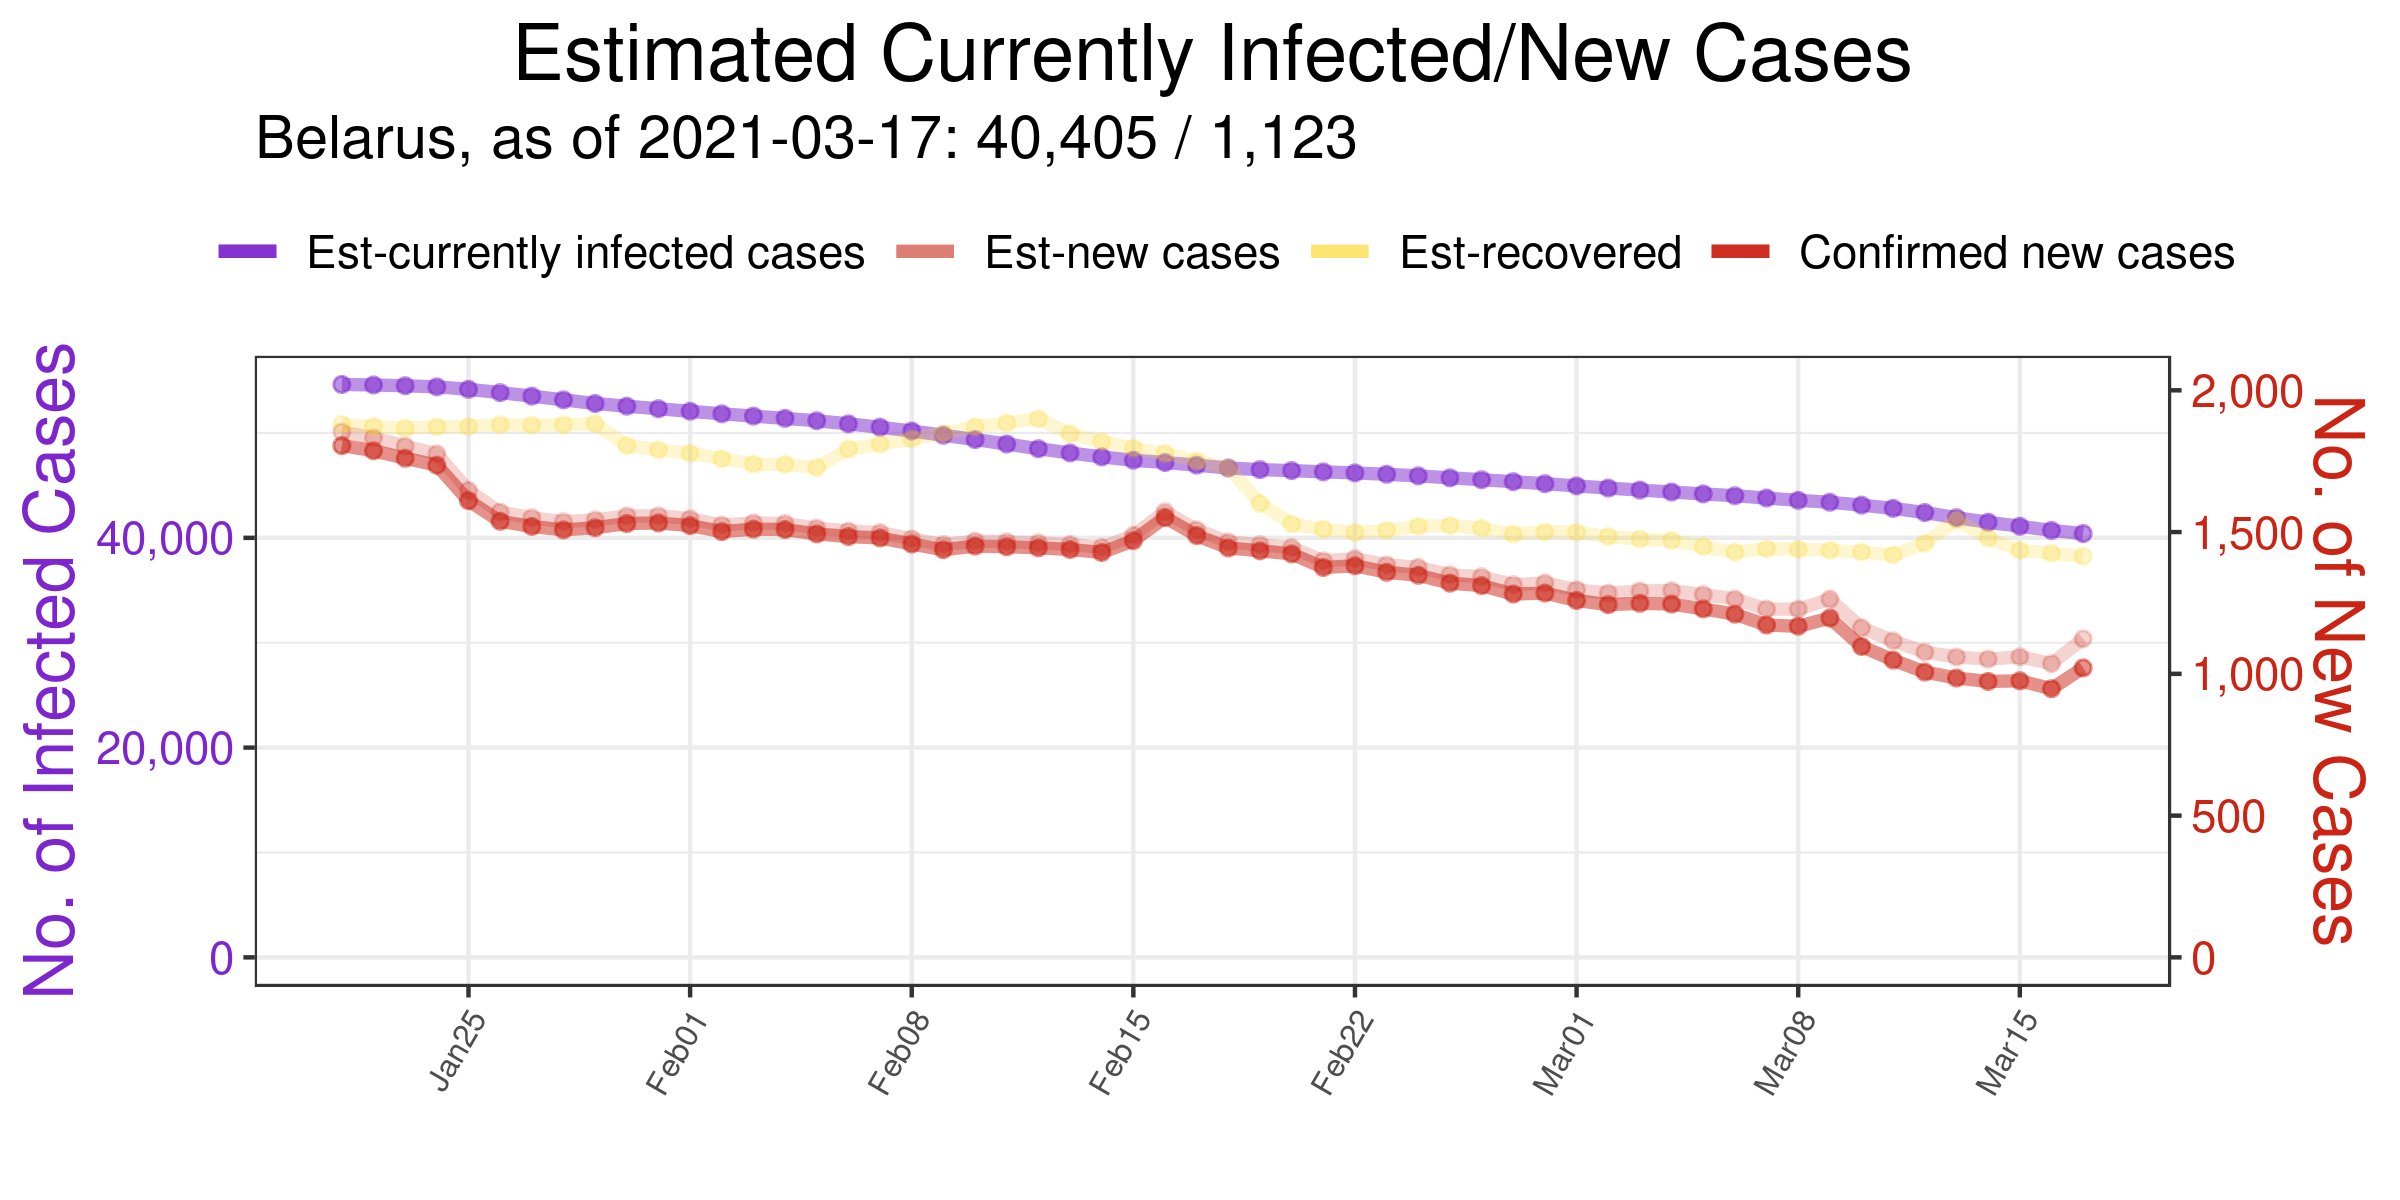 Estimated Currently Infected/New Cases
Belarus, as of 2021-03-17: 40,405 / 1,123
Est-currently infected cases Est-new cases Est-recovered Confirmed new cases
No. of Infected Cases
40,000
20,000
0
2,000
1,500
1,000
500
0
No. of New Cases
Jan25 Feb01 Feb08 Feb15 Feb22 Mar01 Mar08 Mar15